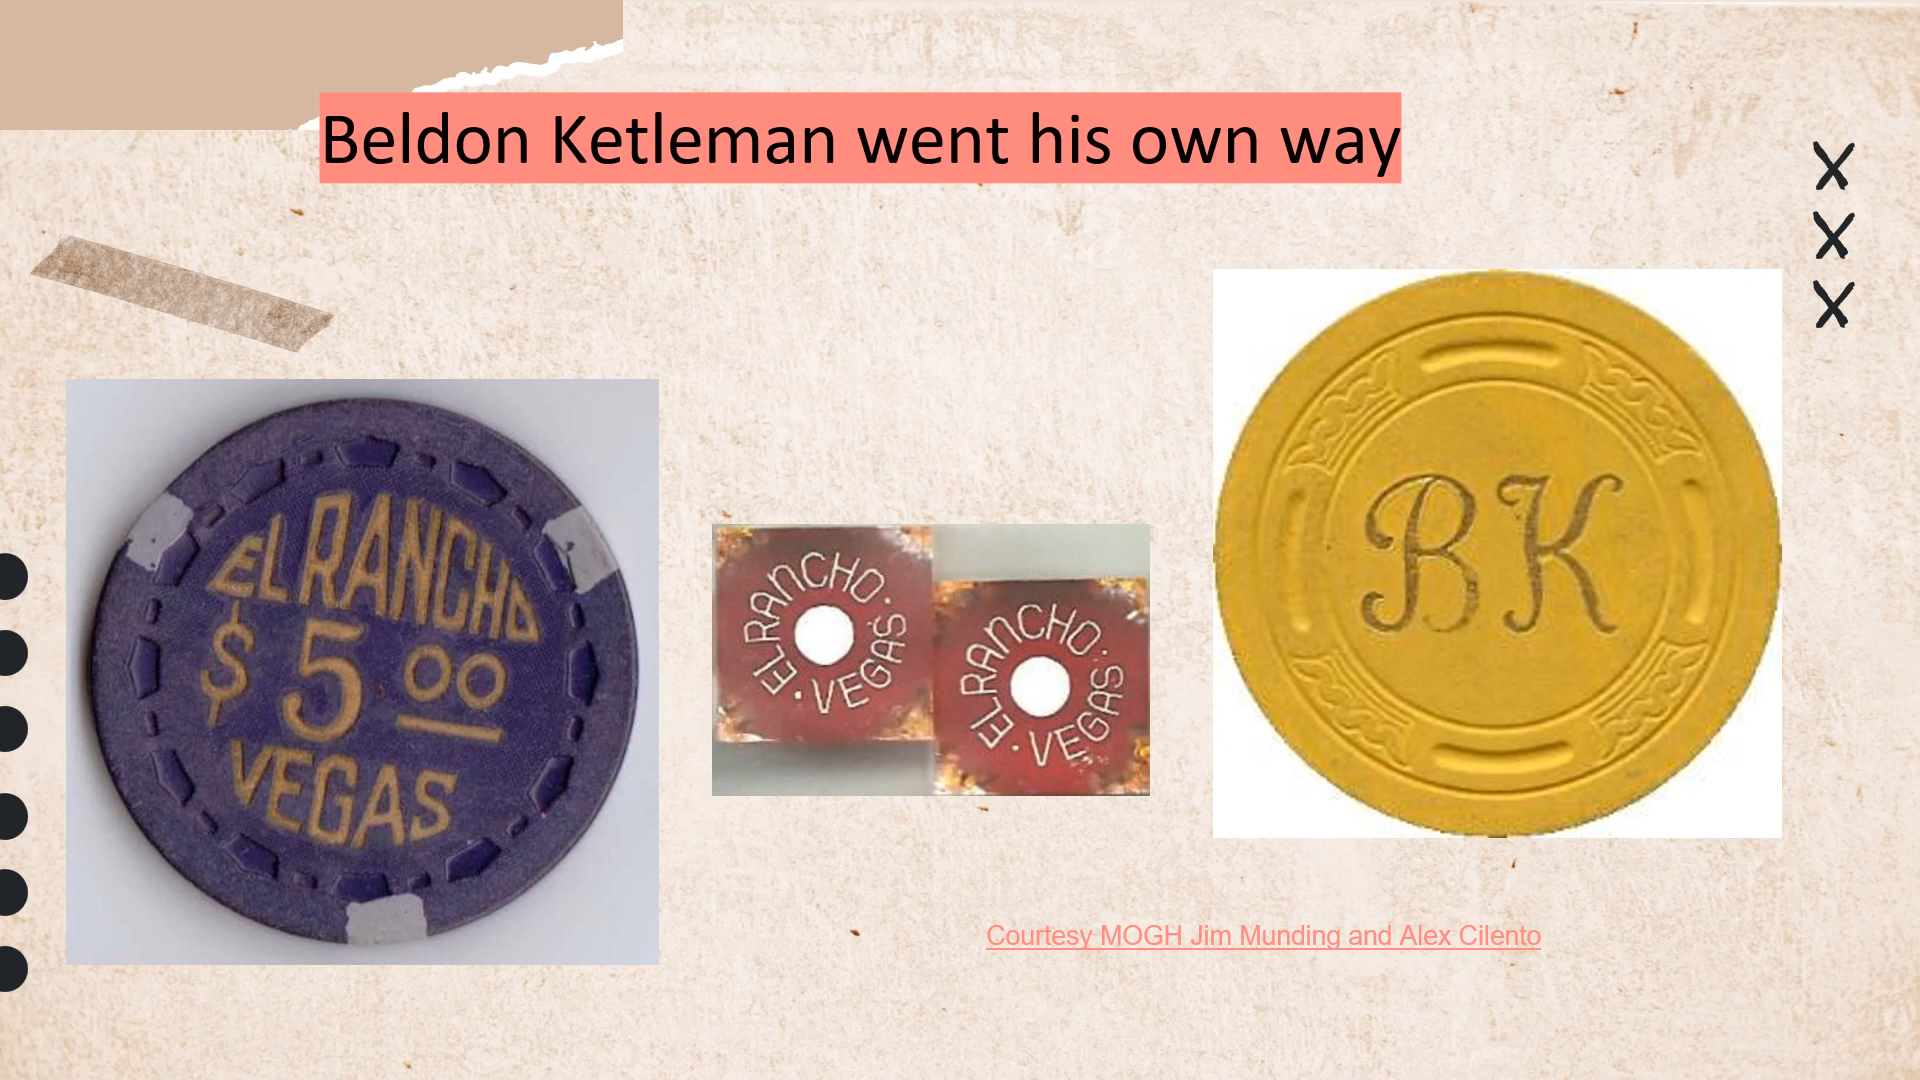 Beldon Ketleman went his own way
EL RANCHO
$ 5 00
VEGAS
EL RANCHO · VEGAS ·
EL RANCHO · VEGAS ·
BK
Courtesy MOGH Jim Munding and Alex Cilento